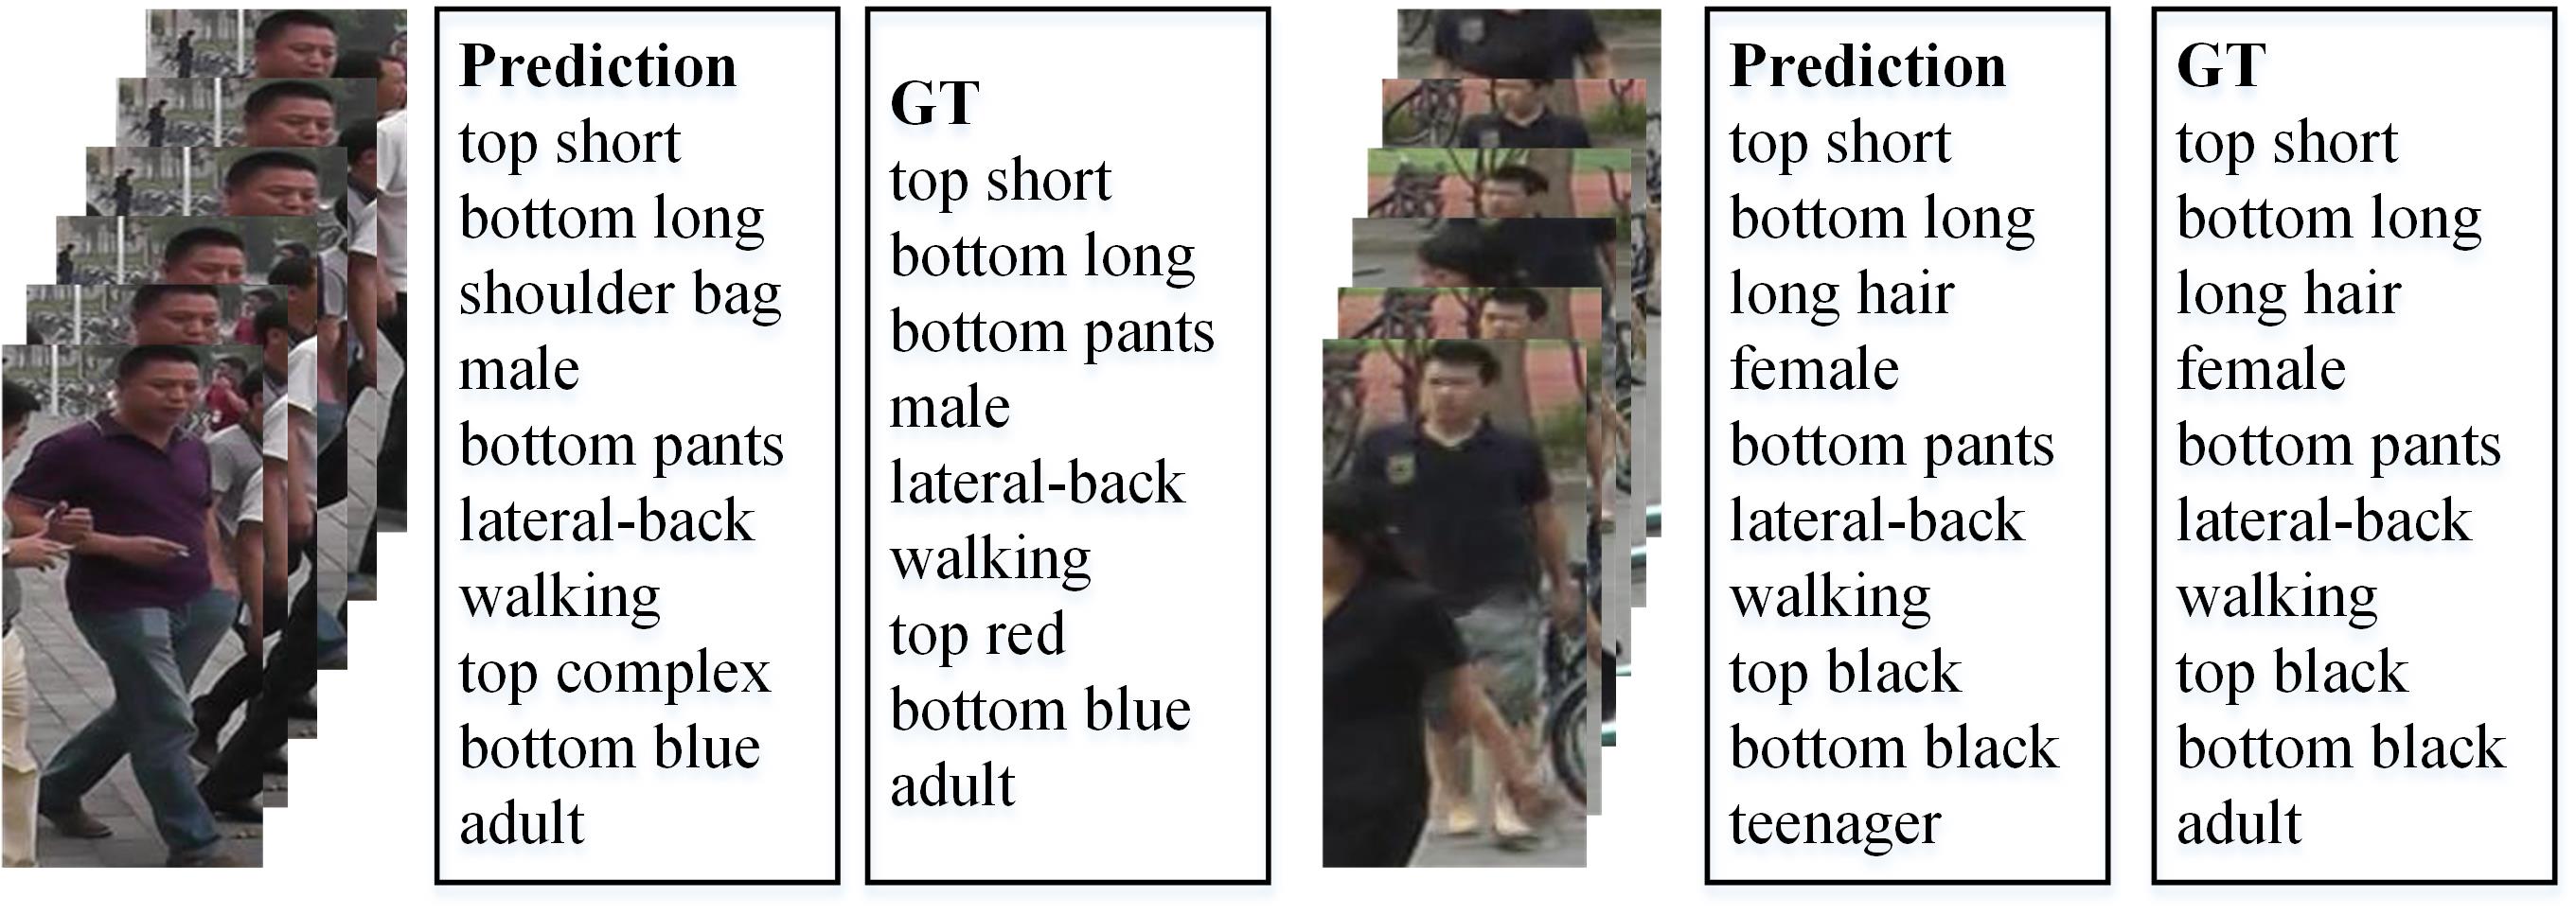 Prediction
top short
bottom long
shoulder bag
male
bottom pants
lateral-back
walking
top complex
bottom blue
adult
GT
top short
bottom long
bottom pants
male
lateral-back
walking
top red
bottom blue
adult
Prediction
top short
bottom long
long hair
female
bottom pants
lateral-back
walking
top black
bottom black
teenager
GT
top short
bottom long
long hair
female
bottom pants
lateral-back
walking
top black
bottom black
adult